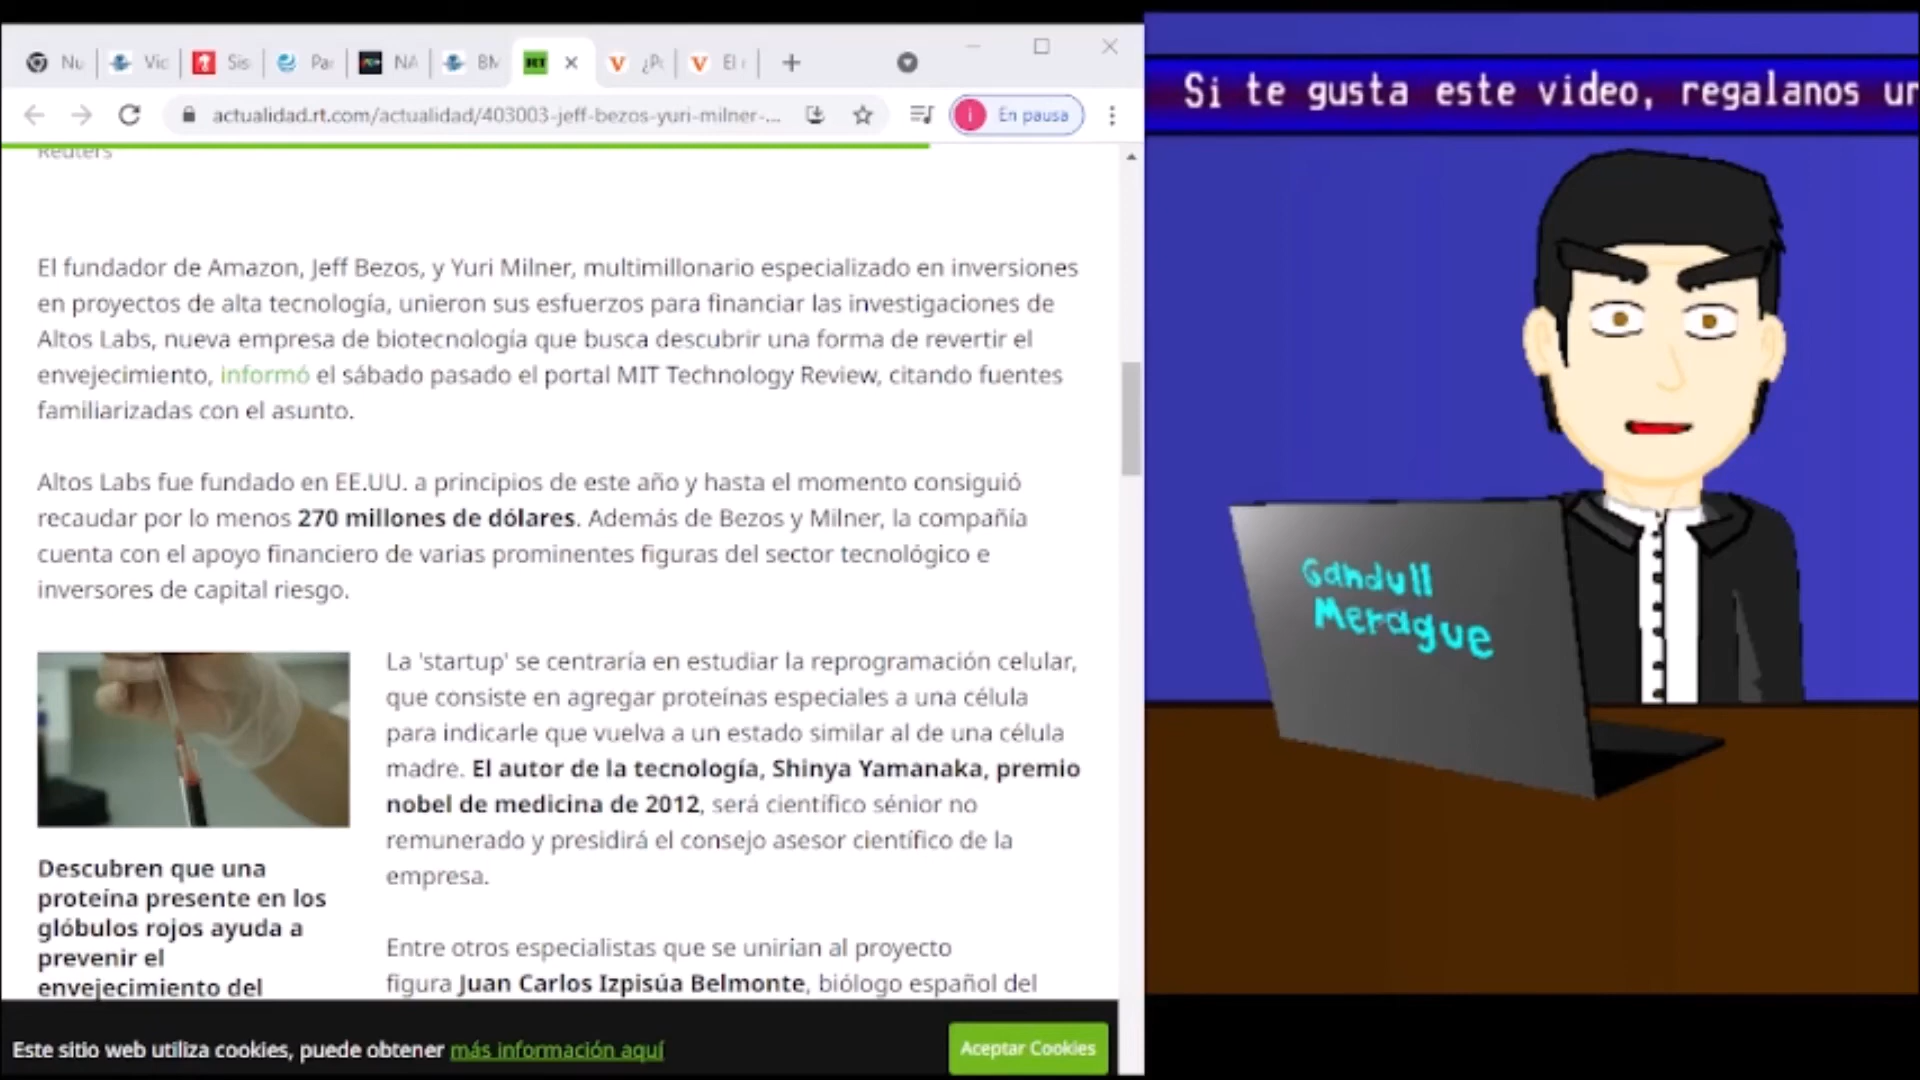 Nu
Vic
Sis
Pa
NA
BM
RT
¿P
El
actualidad.rt.com/actualidad/403003-jeff-bezos-yuri-milner-...
i
En pausa
Reuters
El fundador de Amazon, Jeff Bezos, y Yuri Milner, multimillonario especializado en inversiones
en proyectos de alta tecnología, unieron sus esfuerzos para financiar las investigaciones de
Altos Labs, nueva empresa de biotecnología que busca descubrir una forma de revertir el
envejecimiento, informó el sábado pasado el portal MIT Technology Review, citando fuentes
familiarizadas con el asunto.
Altos Labs fue fundado en EE.UU. a principios de este año y hasta el momento consiguió
recaudar por lo menos 270 millones de dólares. Además de Bezos y Milner, la compañía
cuenta con el apoyo financiero de varias prominentes figuras del sector tecnológico e
inversores de capital riesgo.
La 'startup' se centraría en estudiar la reprogramación celular,
que consiste en agregar proteínas especiales a una célula
para indicarle que vuelva a un estado similar al de una célula
madre. El autor de la tecnología, Shinya Yamanaka, premio
nobel de medicina de 2012, será científico sénior no
remunerado y presidirá el consejo asesor científico de la
empresa.
Entre otros especialistas que se unirían al proyecto
figura Juan Carlos Izpisúa Belmonte, biólogo español del
Descubren que una
proteína presente en los
glóbulos rojos ayuda a
prevenir el
envejecimiento del
Este sitio web utiliza cookies, puede obtener más información aquí
Aceptar Cookies
Si te gusta este video, regalanos un
Gandull
Merague